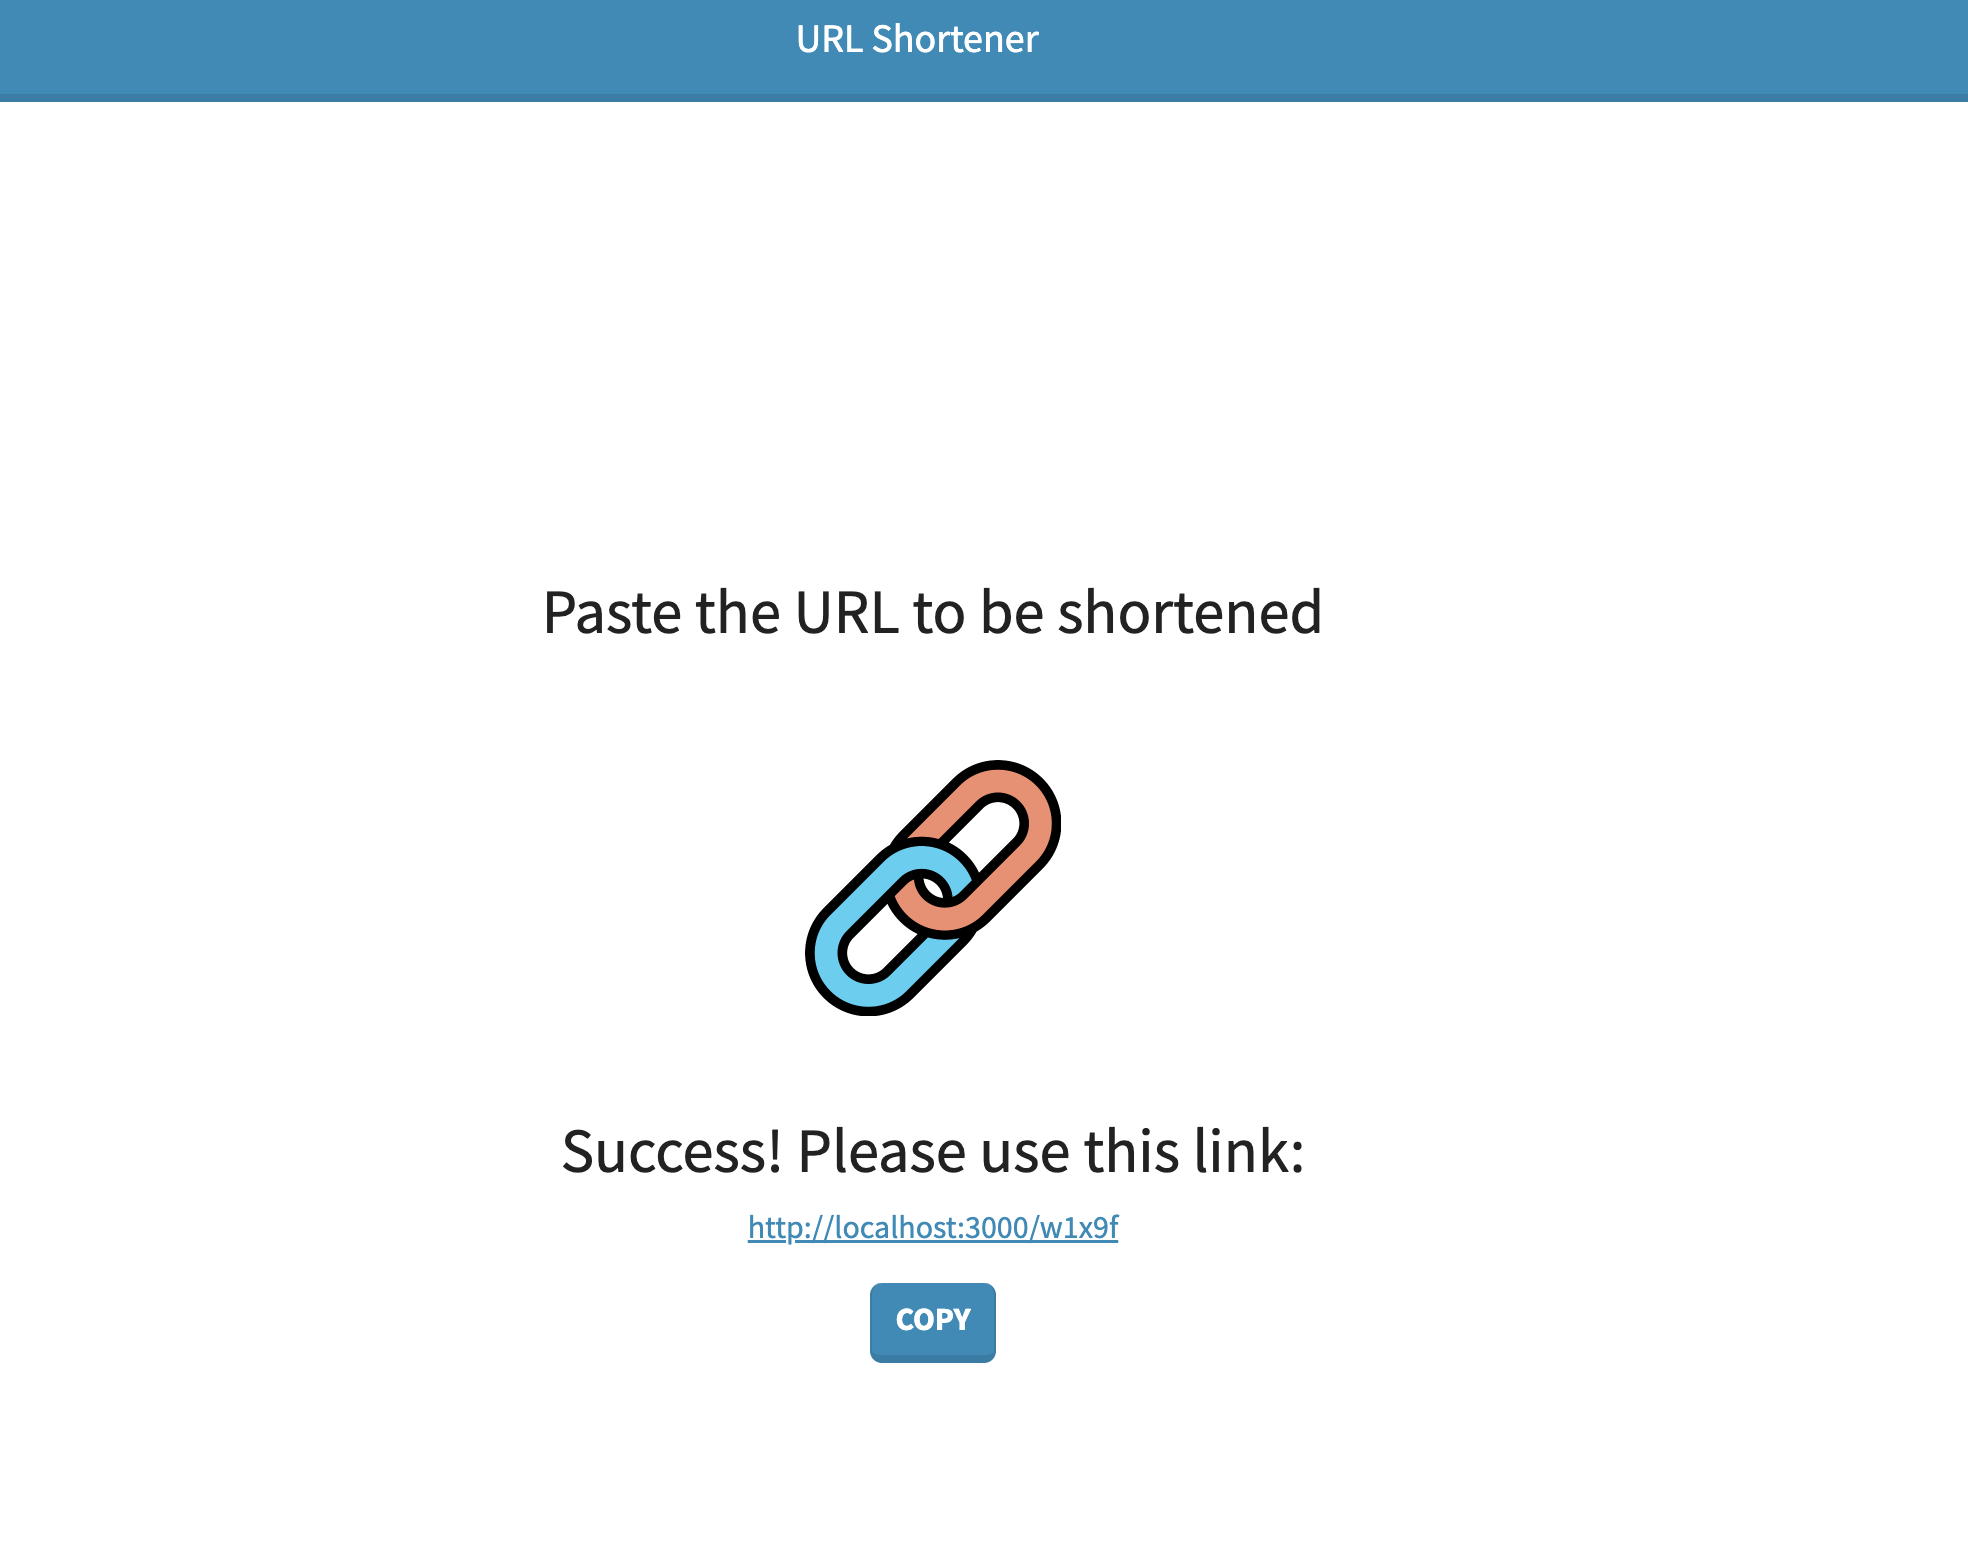 URL Shortener
Paste the URL to be shortened
Success! Please use this link:
http://localhost:3000/w1x9f
COPY